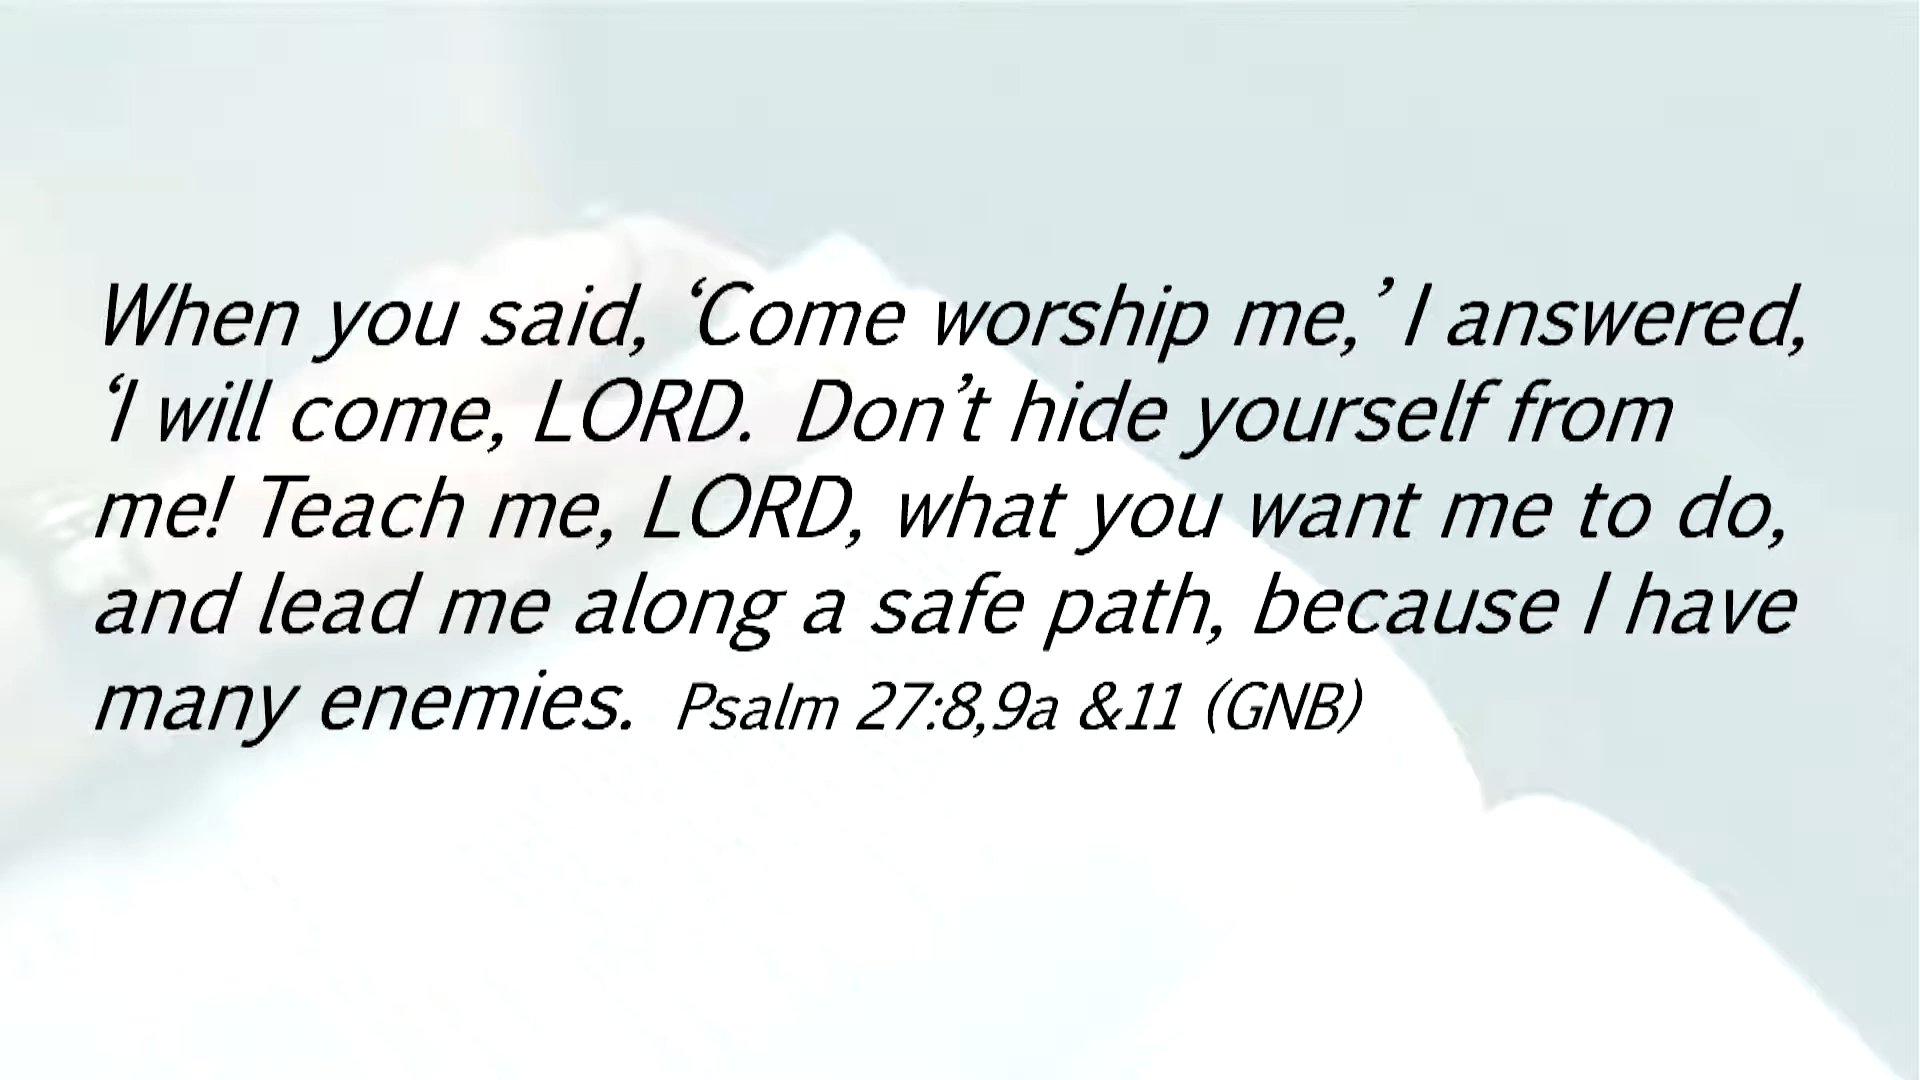 When you said, ‘Come worship me,’ I answered,
‘I will come, LORD. Don’t hide yourself from
me! Teach me, LORD, what you want me to do,
and lead me along a safe path, because I have
many enemies. Psalm 27:8,9a &11 (GNB)